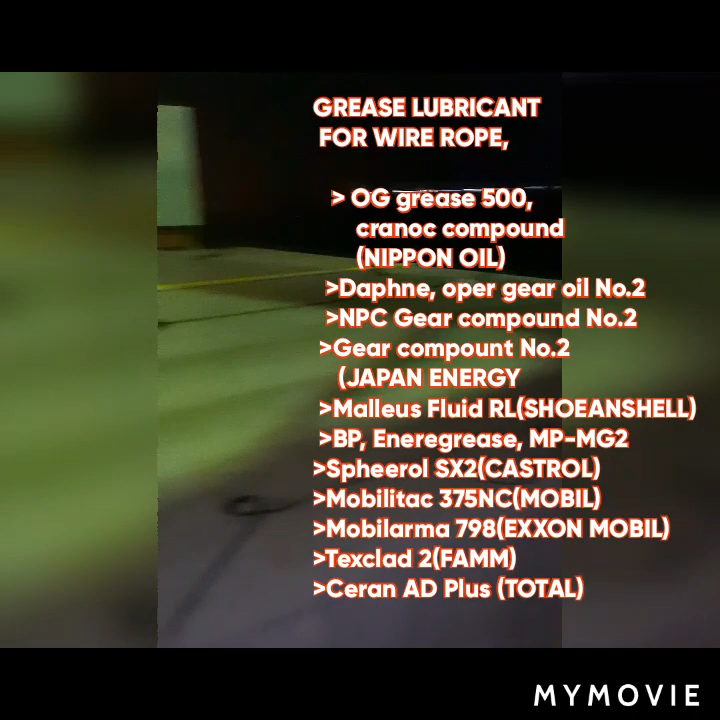 GREASE LUBRICANT
FOR WIRE ROPE,
> OG grease 500,
cranoc compound
(NIPPON OIL)
>Daphne, oper gear oil No.2
>NPC Gear compound No.2
>Gear compount No.2
(JAPAN ENERGY
>Malleus Fluid RL(SHOEANSHELL)
>BP, Eneregrease, MP-MG2
>Spheerol SX2(CASTROL)
>Mobilitac 375NC(MOBIL)
>Mobilarma 798(EXXON MOBIL)
>Texclad 2(FAMM)
>Ceran AD Plus (TOTAL)
MYMOVIE